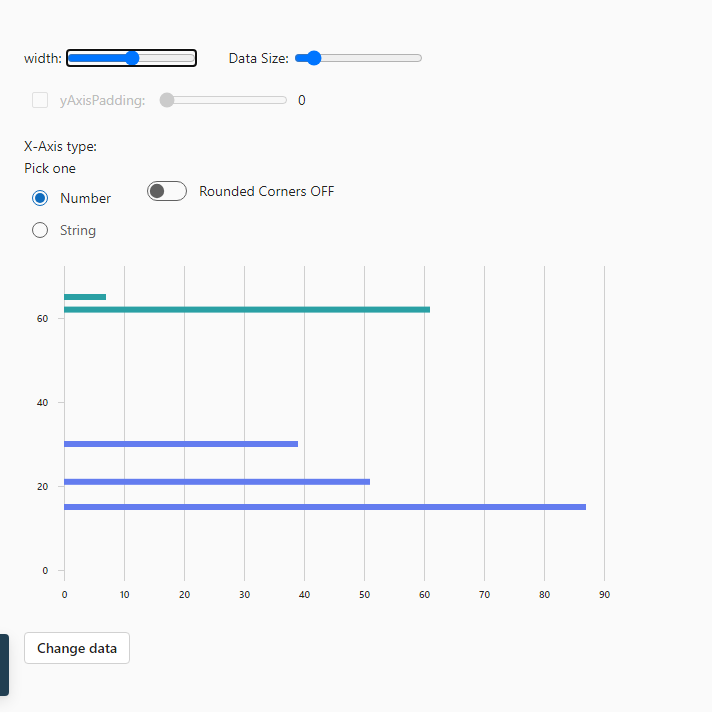 width: Data Size:
yAxisPadding: 0
X-Axis type:
Pick one
Number Rounded Corners OFF
String
60
40
20
0
0 10 20 30 40 50 60 70 80 90
Change data